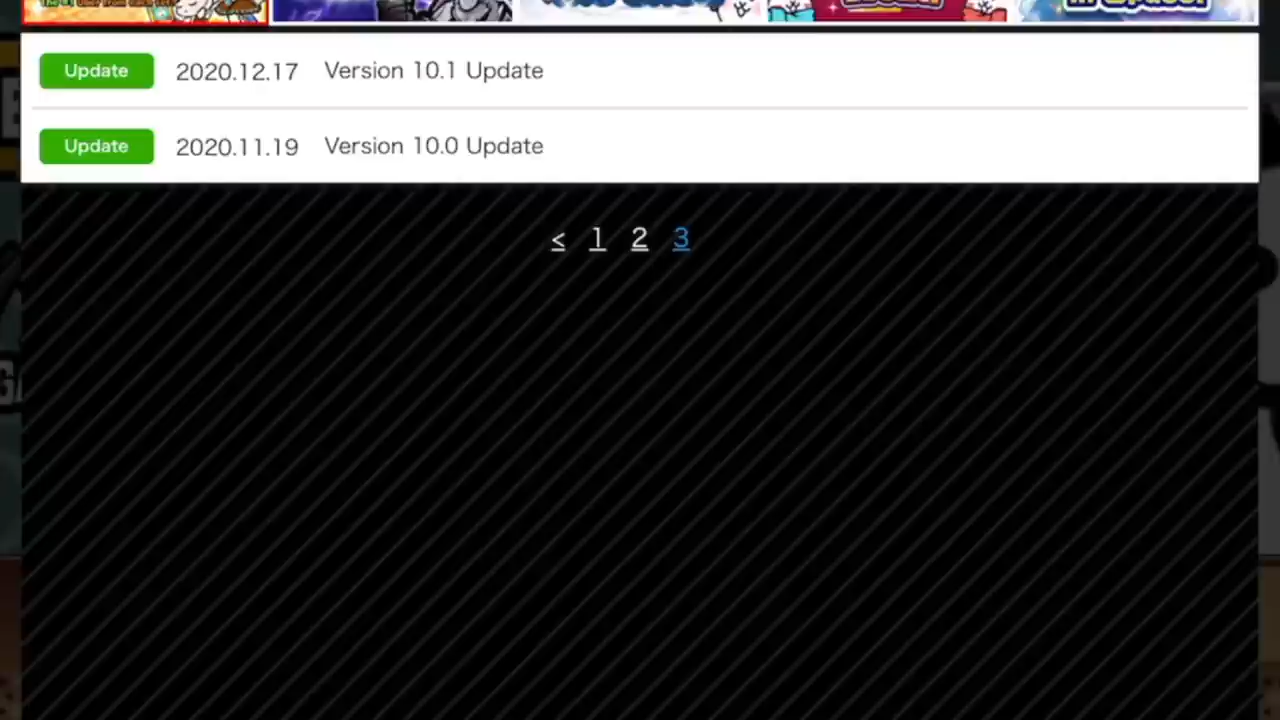 Update 2020.12.17 Version 10.1 Update
Update 2020.11.19 Version 10.0 Update
< 1 2 3